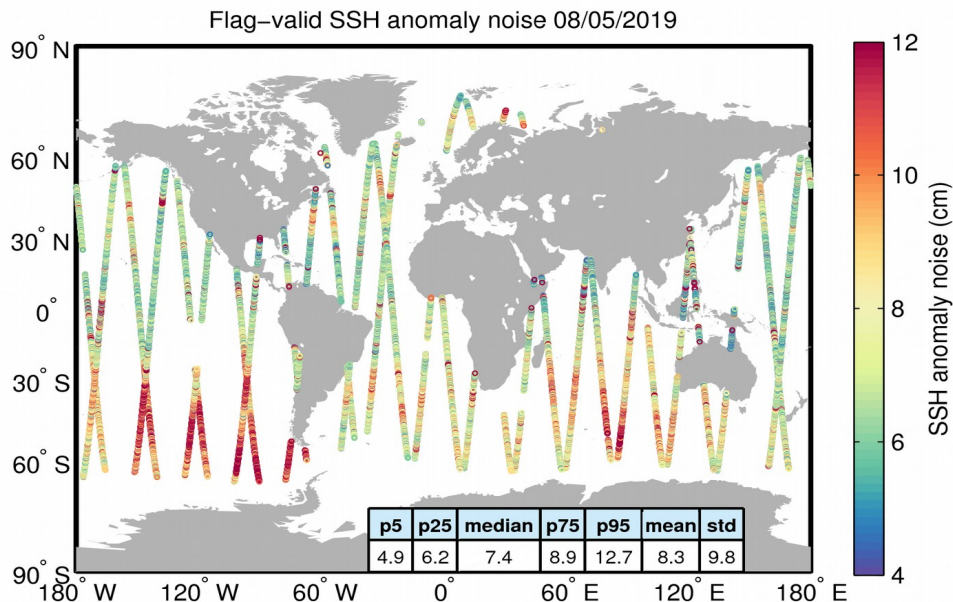 Flag−valid SSH anomaly noise 08/05/2019
90° N
60° N
30° N
0°
30° S
60° S
90° S
180° W
120° W
60° W
0°
60° E
120° E
180° E
p5 p25 median p75 p95 mean std
4.9 6.2 7.4 8.9 12.7 8.3 9.8
12
10
8
6
4
SSH anomaly noise (cm)